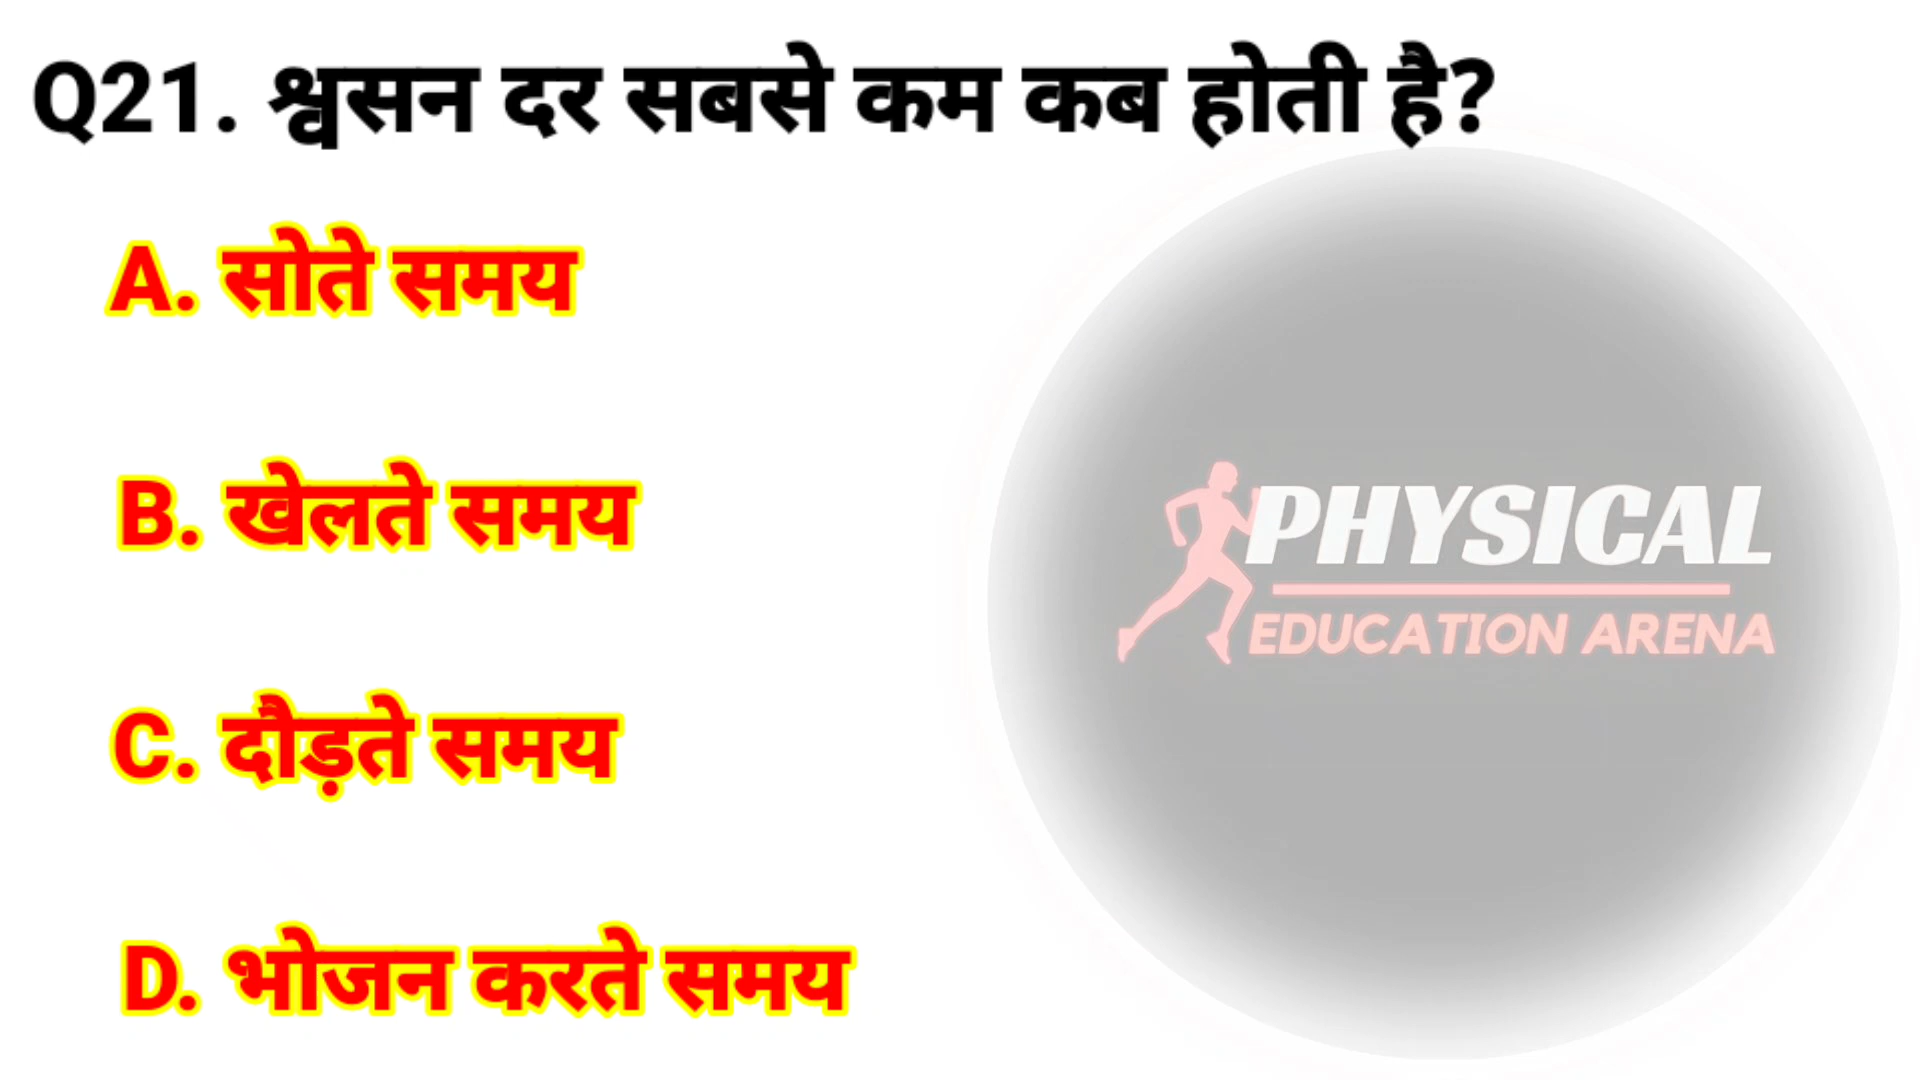 Q21. श्वसन दर सबसे कम कब होती है?
A. सोते समय
B. खेलते समय
C. दौड़ते समय
D. भोजन करते समय
PHYSICAL
EDUCATION ARENA